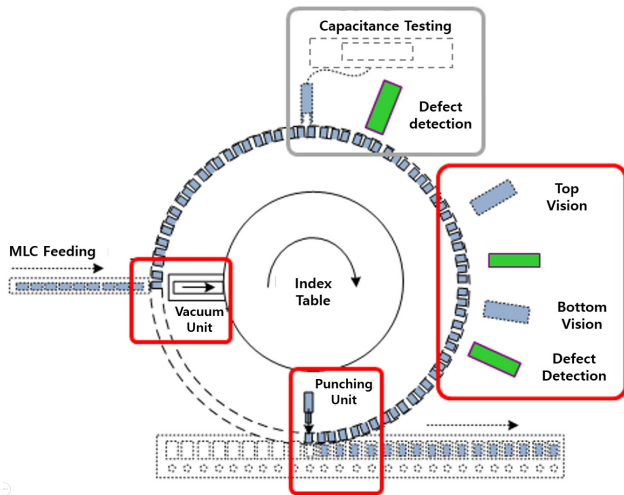 Capacitance Testing
Defect
detection
Top
Vision
MLC Feeding
Vacuum
Unit
Index
Table
Bottom
Vision
Defect
Detection
Punching
Unit